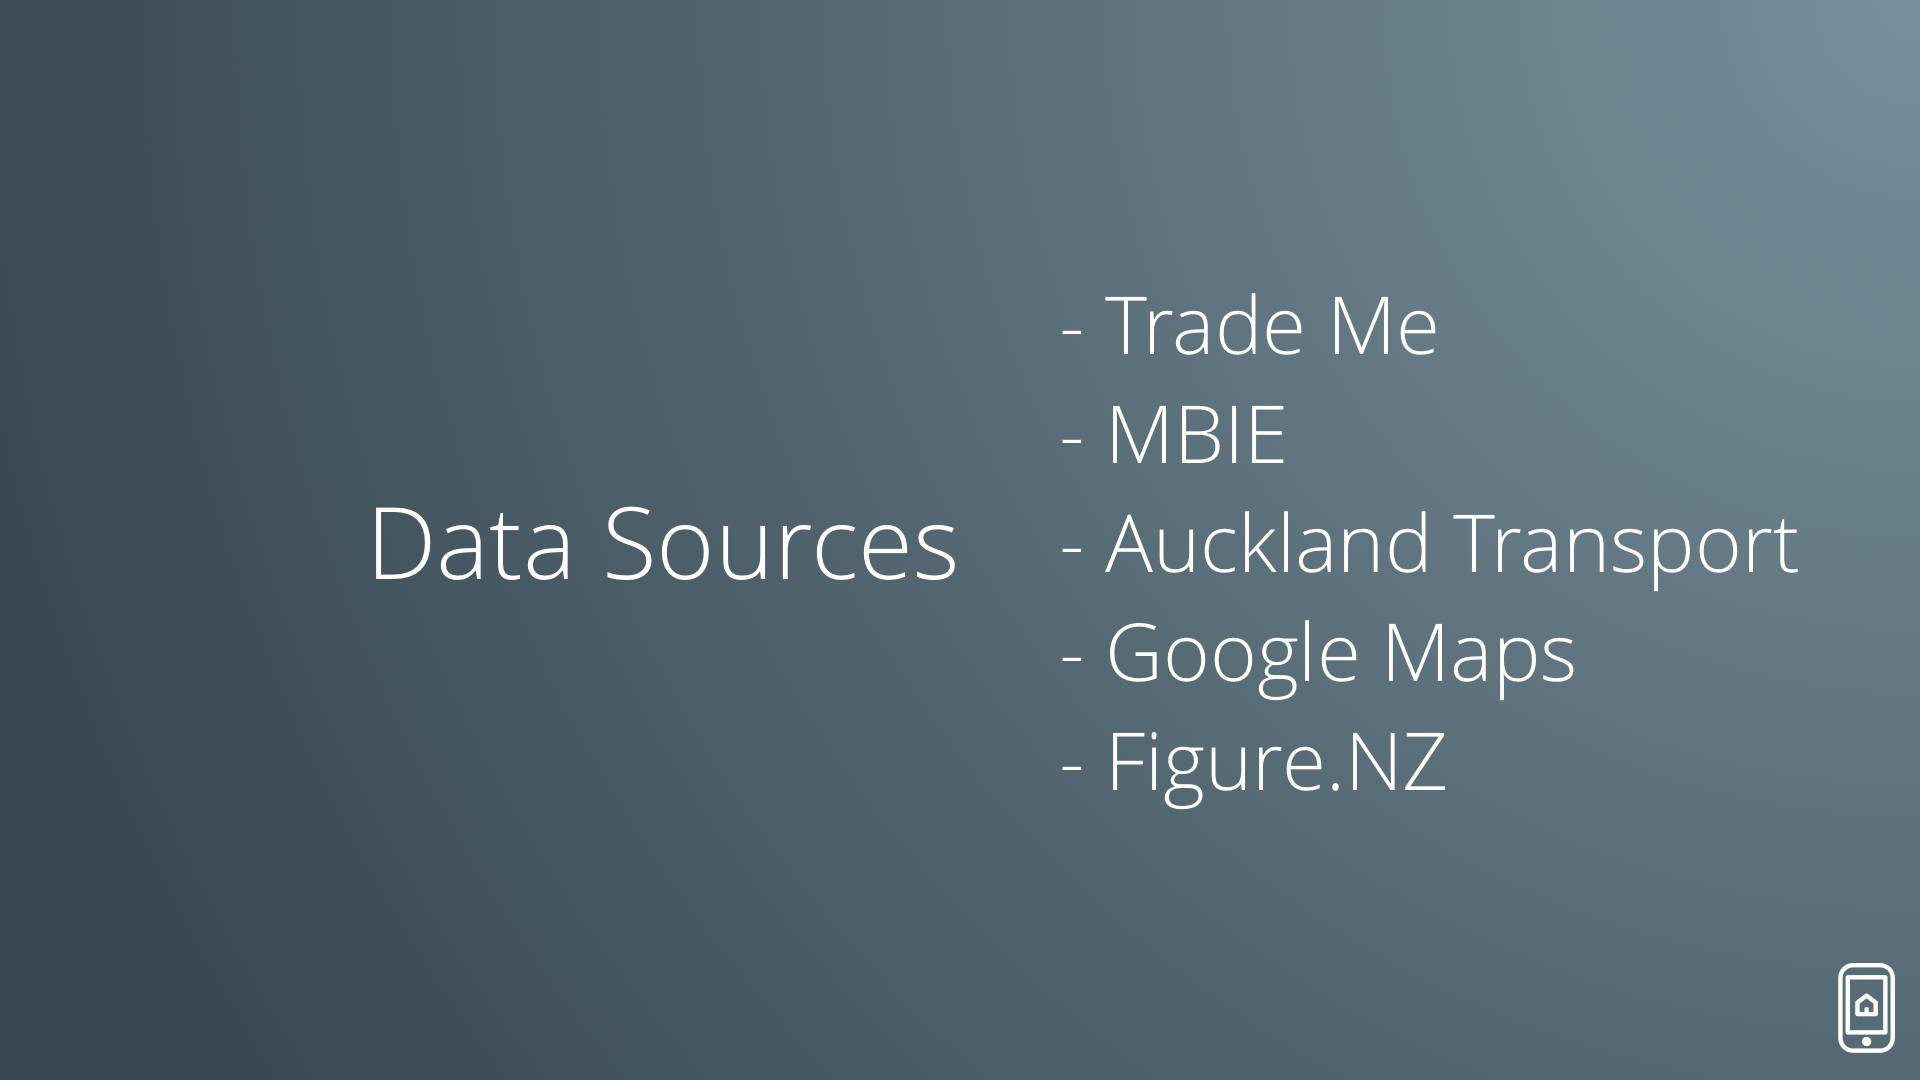 Data Sources
- Trade Me
- MBIE
- Auckland Transport
- Google Maps
- Figure.NZ